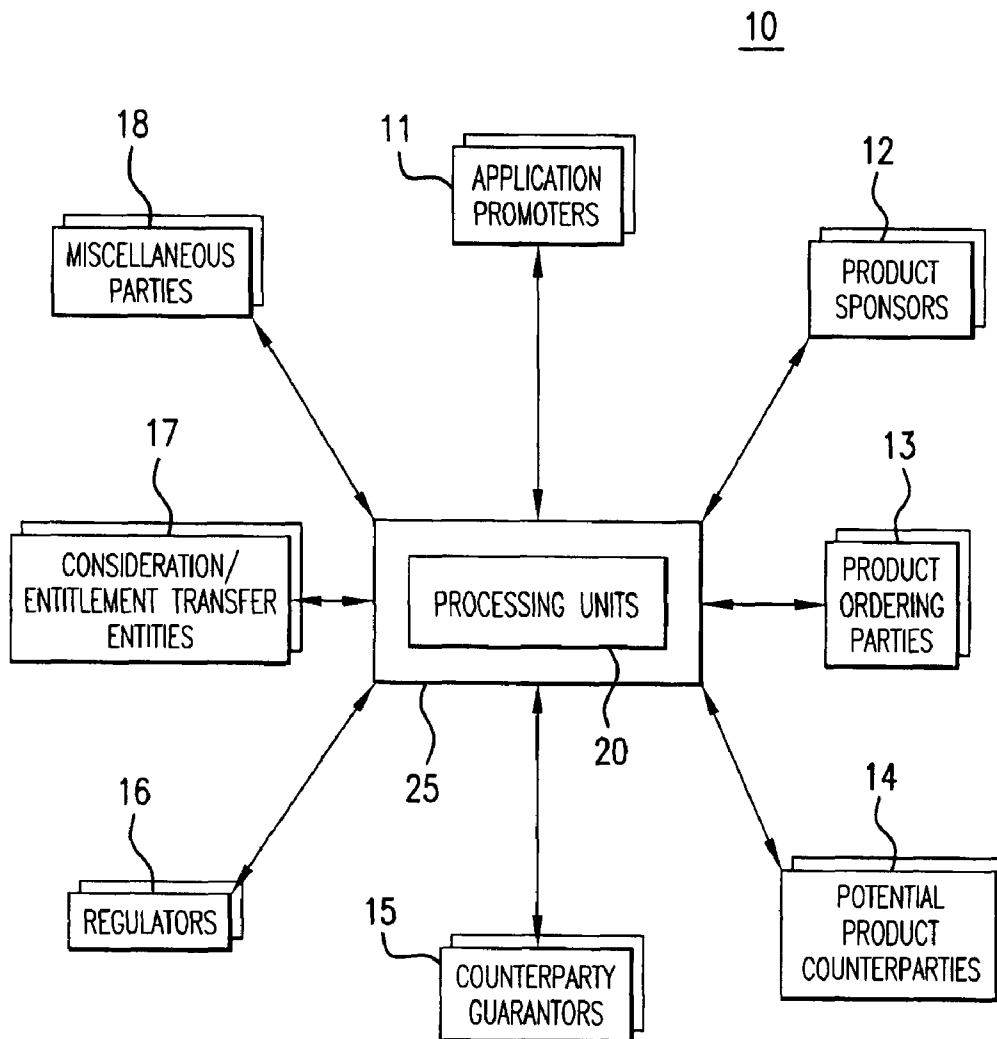 10
18
MISCELLANEOUS
PARTIES
11
APPLICATION
PROMOTERS
12
PRODUCT
SPONSORS
17
CONSIDERATION/
ENTITLEMENT TRANSFER
ENTITIES
PROCESSING UNITS
20
25
13
PRODUCT
ORDERING
PARTIES
16
REGULATORS
15
COUNTERPARTY
GUARANTORS
14
POTENTIAL
PRODUCT
COUNTERPARTIES